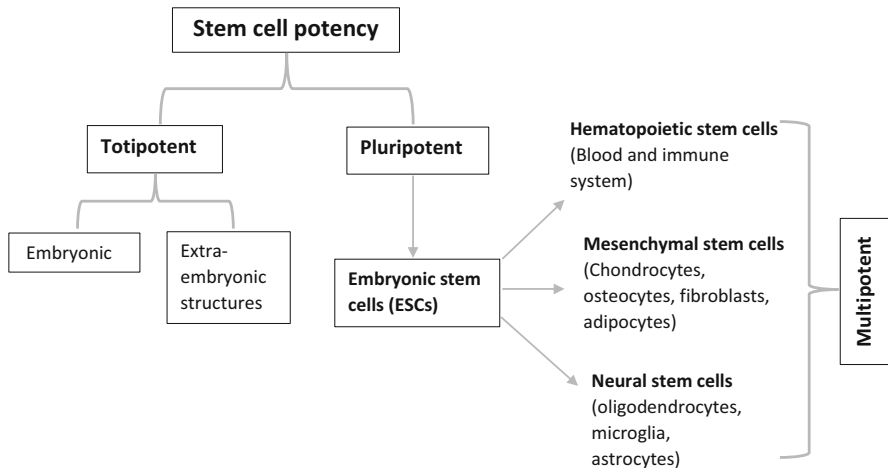 Stem cell potency
Totipotent
Pluripotent
Embryonic
Extra-
embryonic
structures
Embryonic stem
cells (ESCs)
Hematopoietic stem cells
(Blood and immune
system)
Mesenchymal stem cells
(Chondrocytes,
osteocytes, fibroblasts,
adipocytes)
Neural stem cells
(oligodendrocytes,
microglia,
astrocytes)
Multipotent